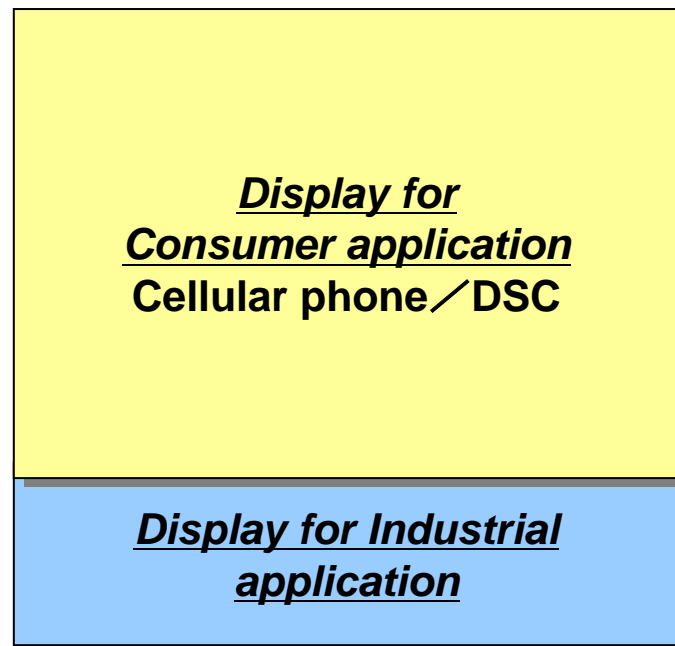 Display for
Consumer application
Cellular phone／DSC
Display for Industrial
application